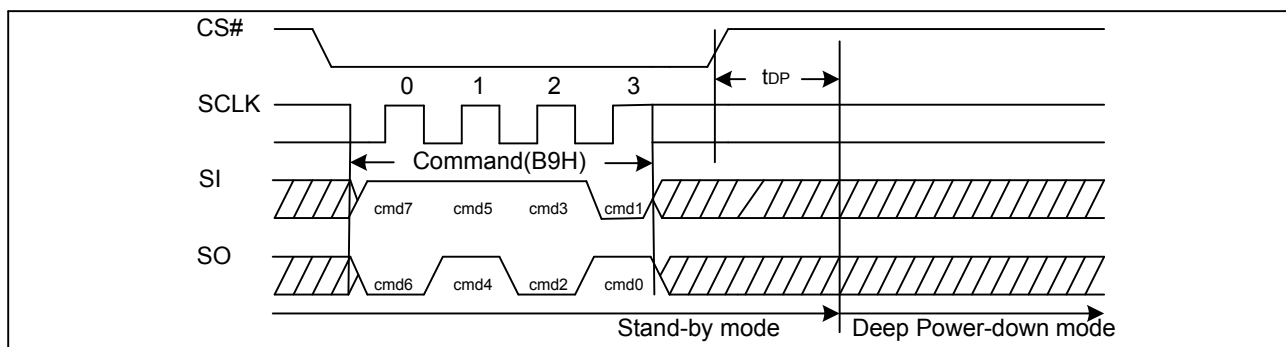 CS#
tDP
0 1 2 3
SCLK
Command(B9H)
SI
cmd7 cmd5 cmd3 cmd1
SO
cmd6 cmd4 cmd2 cmd0
Stand-by mode Deep Power-down mode